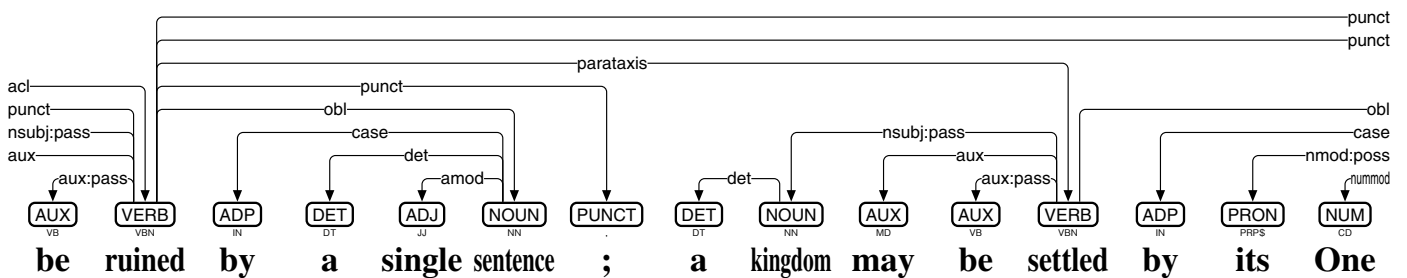 punct
punct
parataxis
acl punct
punct obl obl
nsubj:pass case nsubj:pass case
aux det aux nmod:poss
aux:pass amod det aux:pass nummod
AUX VERB ADP DET ADJ NOUN PUNCT DET NOUN AUX AUX VERB ADP PRON NUM
VB VBN IN DT JJ NN . DT NN MD VB VBN IN PRP$ CD
be ruined by a single sentence ; a kingdom may be settled by its One